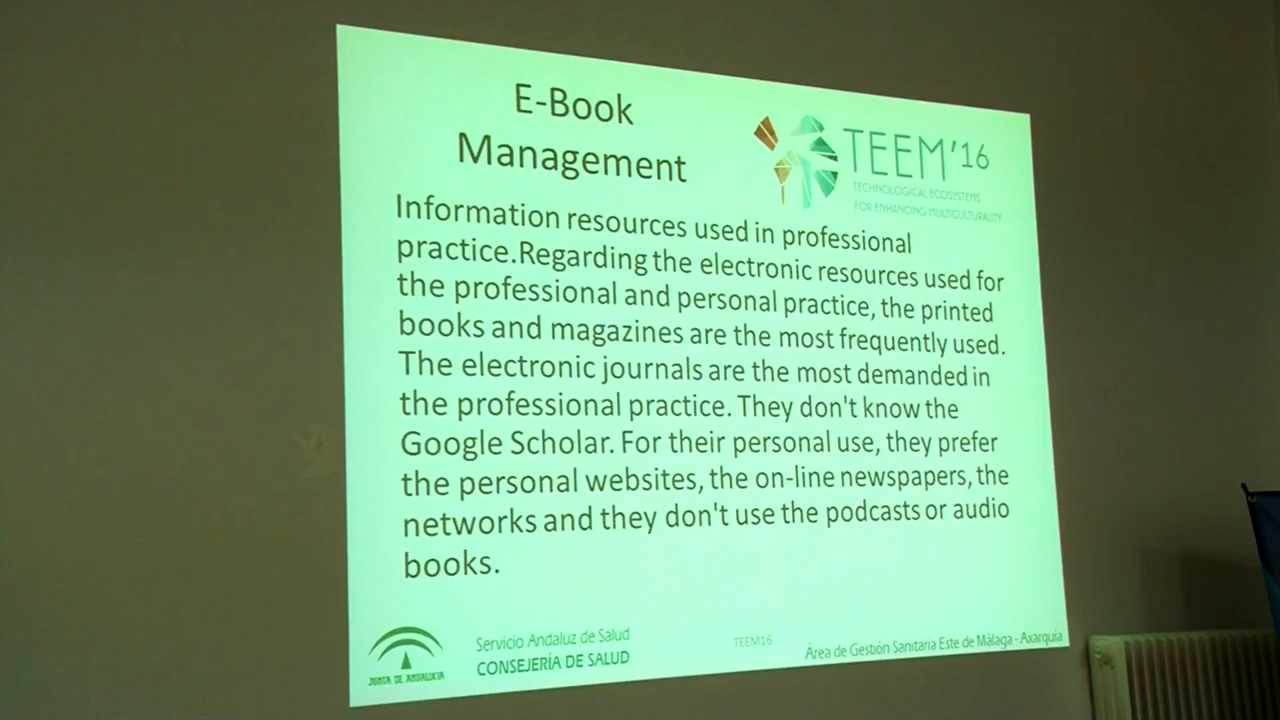 E-Book
Management
TEEM'16
TECHNOLOGICAL ECOSYSTEMS
FOR ENHANCING MULTICULTURALITY
Information resources used in professional
practice.Regarding the electronic resources used for
the professional and personal practice, the printed
books and magazines are the most frequently used.
The electronic journals are the most demanded in
the professional practice. They don't know the
Google Scholar. For their personal use, they prefer
the personal websites, the on-line newspapers, the
networks and they don't use the podcasts or audio
books.
JUNTA DE ANDALUCIA
Servicio Andaluz de Salud
CONSEJERÍA DE SALUD
TEEM16
Área de Gestión Sanitaria Este de Málaga - Axarquía